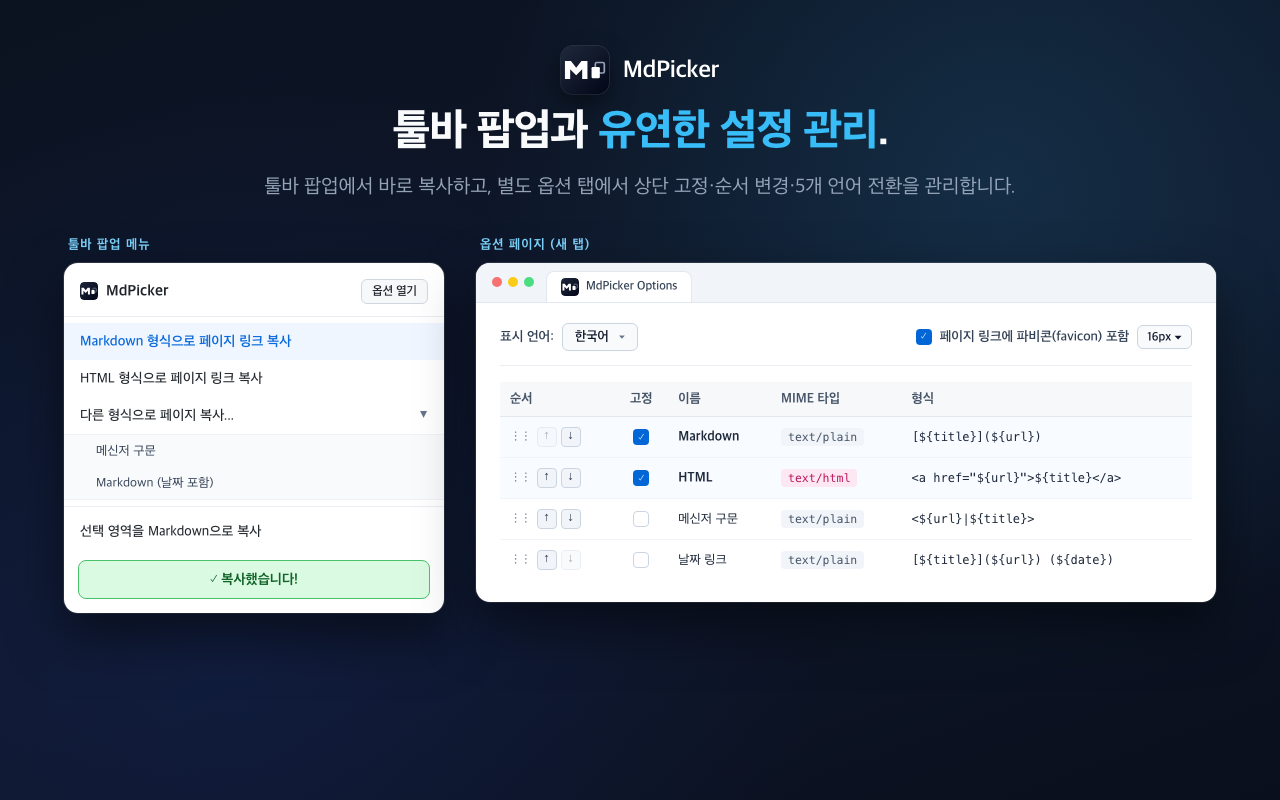 MdPicker
툴바 팝업과 유연한 설정 관리.
툴바 팝업에서 바로 복사하고, 별도 옵션 탭에서 상단 고정·순서 변경·5개 언어 전환을 관리합니다.
툴바 팝업 메뉴
MdPicker
옵션 열기
Markdown 형식으로 페이지 링크 복사
HTML 형식으로 페이지 링크 복사
다른 형식으로 페이지 복사... ▼
메신저 구문
Markdown (날짜 포함)
선택 영역을 Markdown으로 복사
✓ 복사했습니다!
옵션 페이지 (새 탭)
MdPicker Options
표시 언어: 한국어
✓ 페이지 링크에 파비콘(favicon) 포함 16px
순서 고정 이름 MIME 타입 형식
↑ ↓ ✓ Markdown text/plain [${title}](${url})
↑ ↓ ✓ HTML text/html <a href="${url}">${title}</a>
↑ ↓ 메신저 구문 text/plain <${url}|${title}>
↑ ↓ 날짜 링크 text/plain [${title}](${url}) (${date})